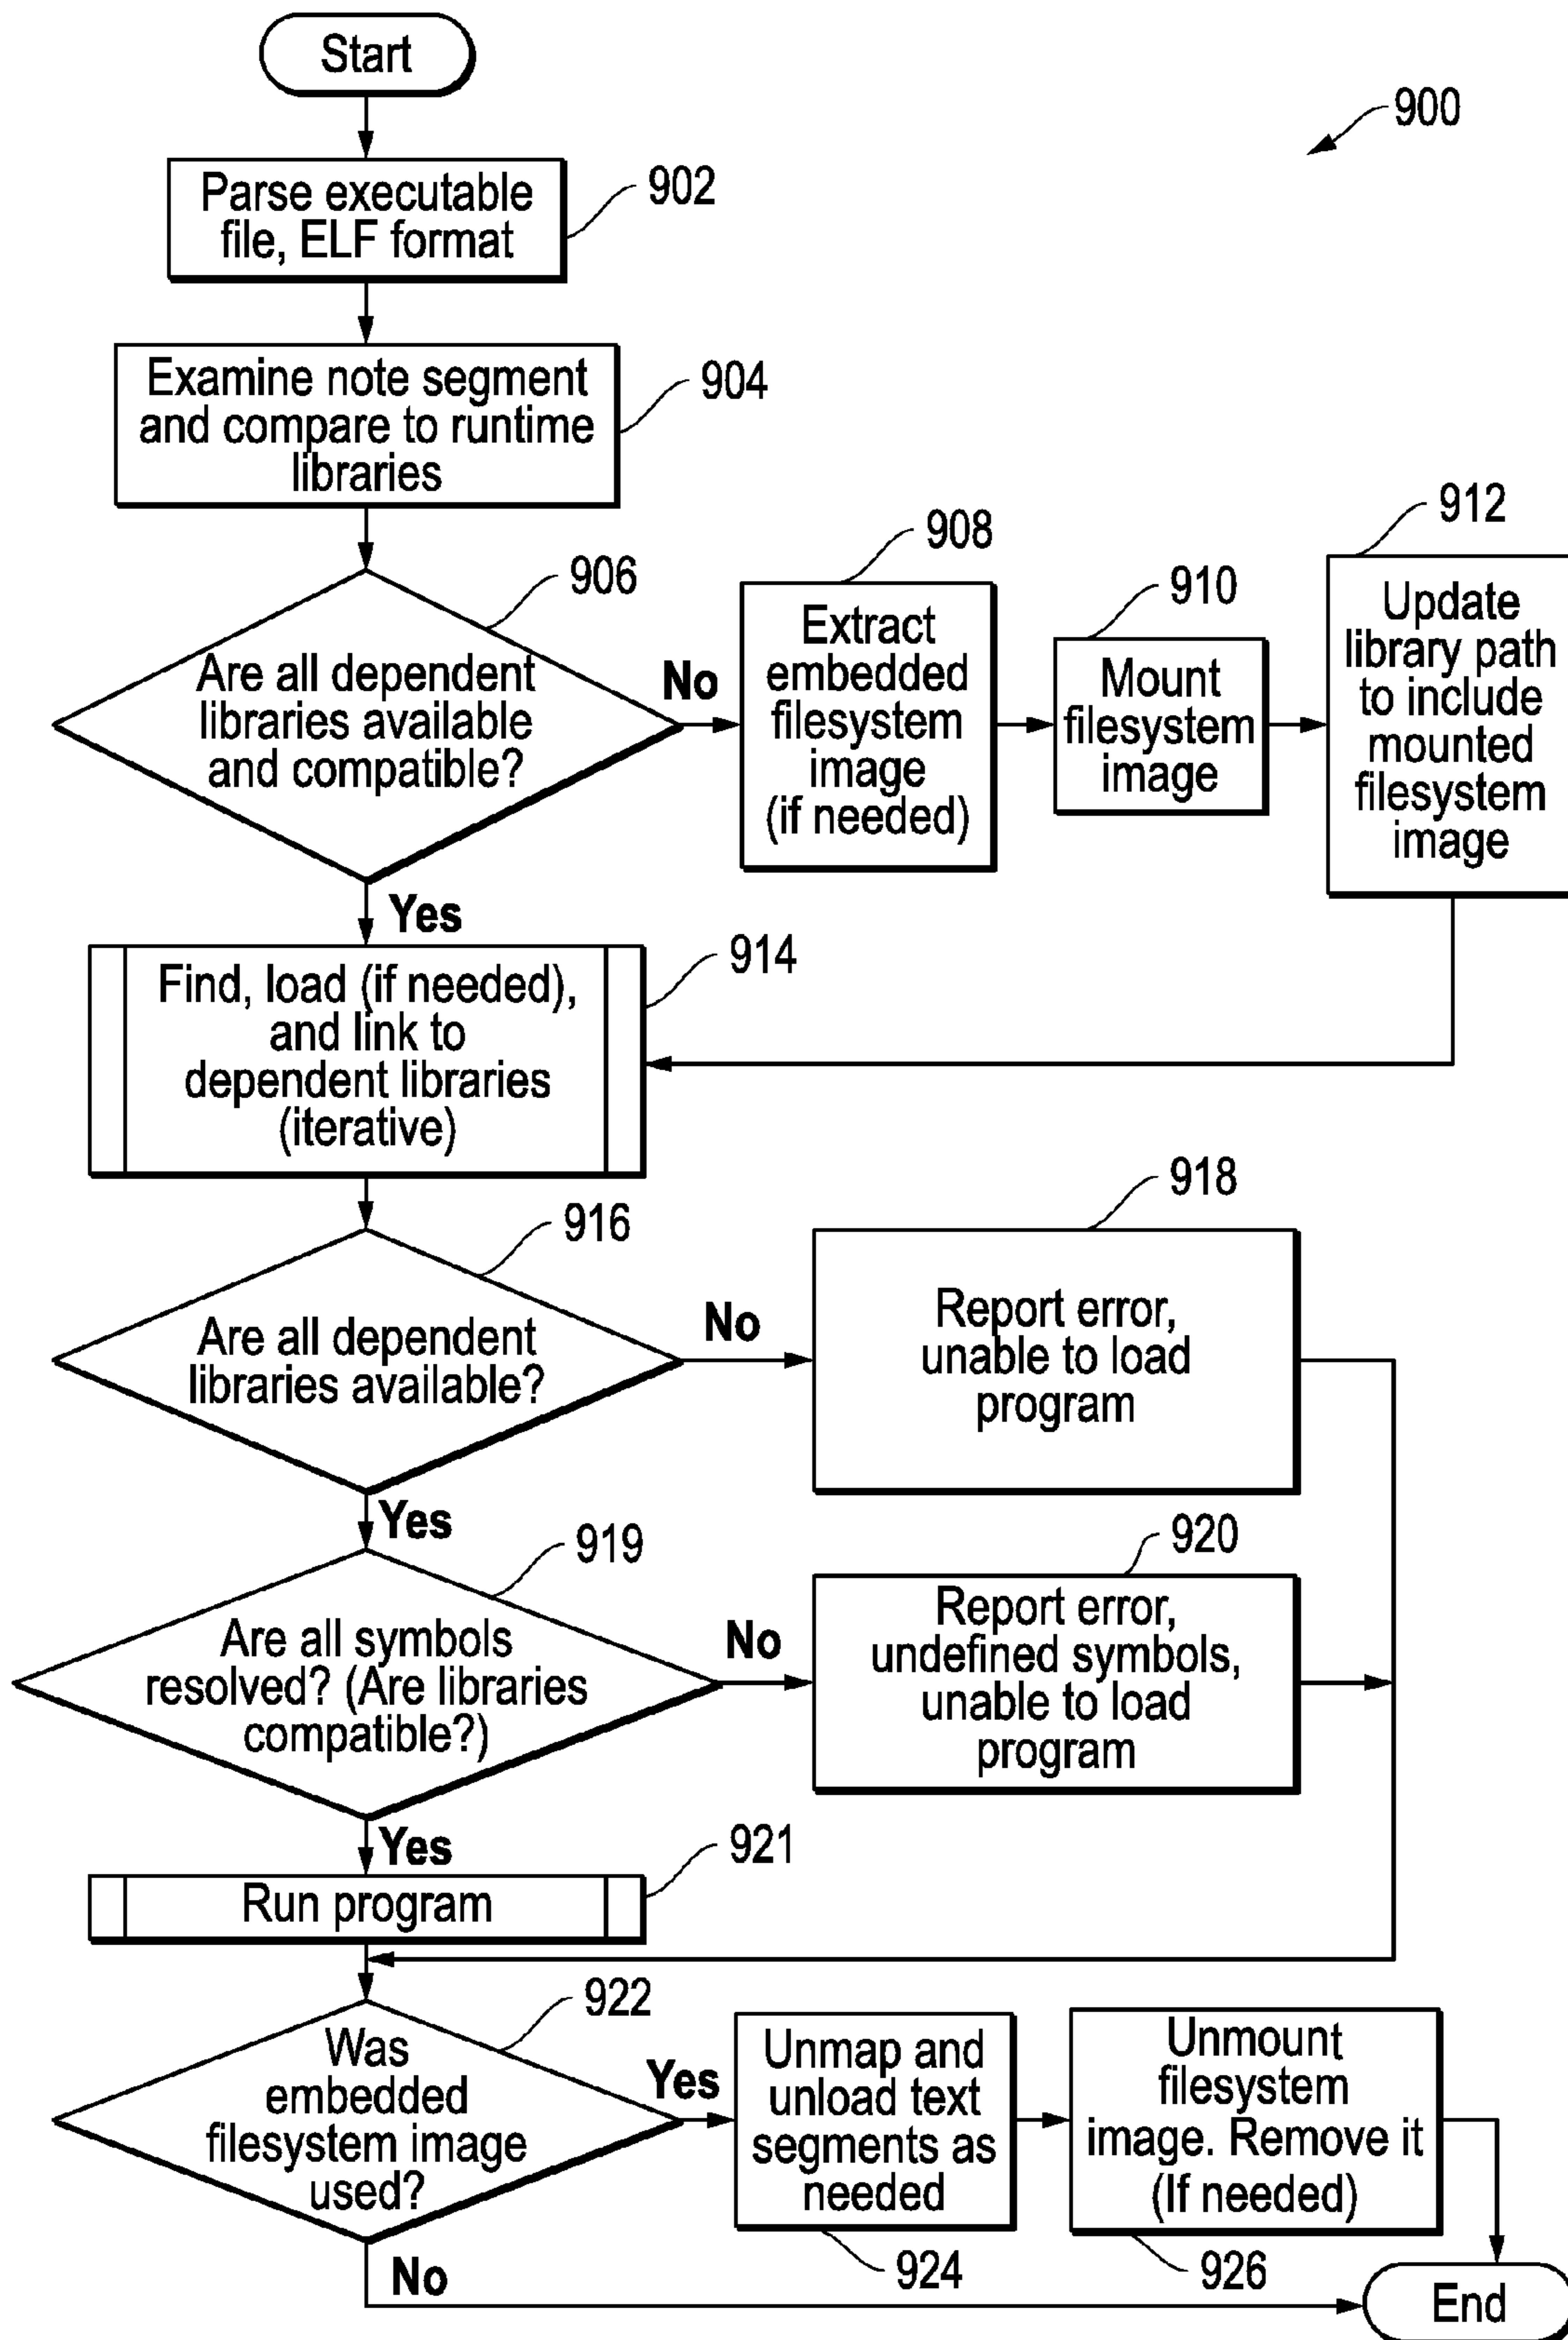 Start
900
Parse executable
file, ELF format
902
Examine note segment
and compare to runtime
libraries
904
906
Are all dependent
libraries available
and compatible?
No
908
Extract
embedded
filesystem
image
(if needed)
910
Mount
filesystem
image
912
Update
library path
to include
mounted
filesystem
image
Yes
914
Find, load (if needed),
and link to
dependent libraries
(iterative)
916
Are all dependent
libraries available?
No
918
Report error,
unable to load
program
Yes
919
Are all symbols
resolved? (Are libraries
compatible?)
No
920
Report error,
undefined symbols,
unable to load
program
Yes
921
Run program
922
Was
embedded
filesystem image
used?
Yes
Unmap and
unload text
segments as
needed
924
Unmount
filesystem
image. Remove it
(If needed)
926
No
End